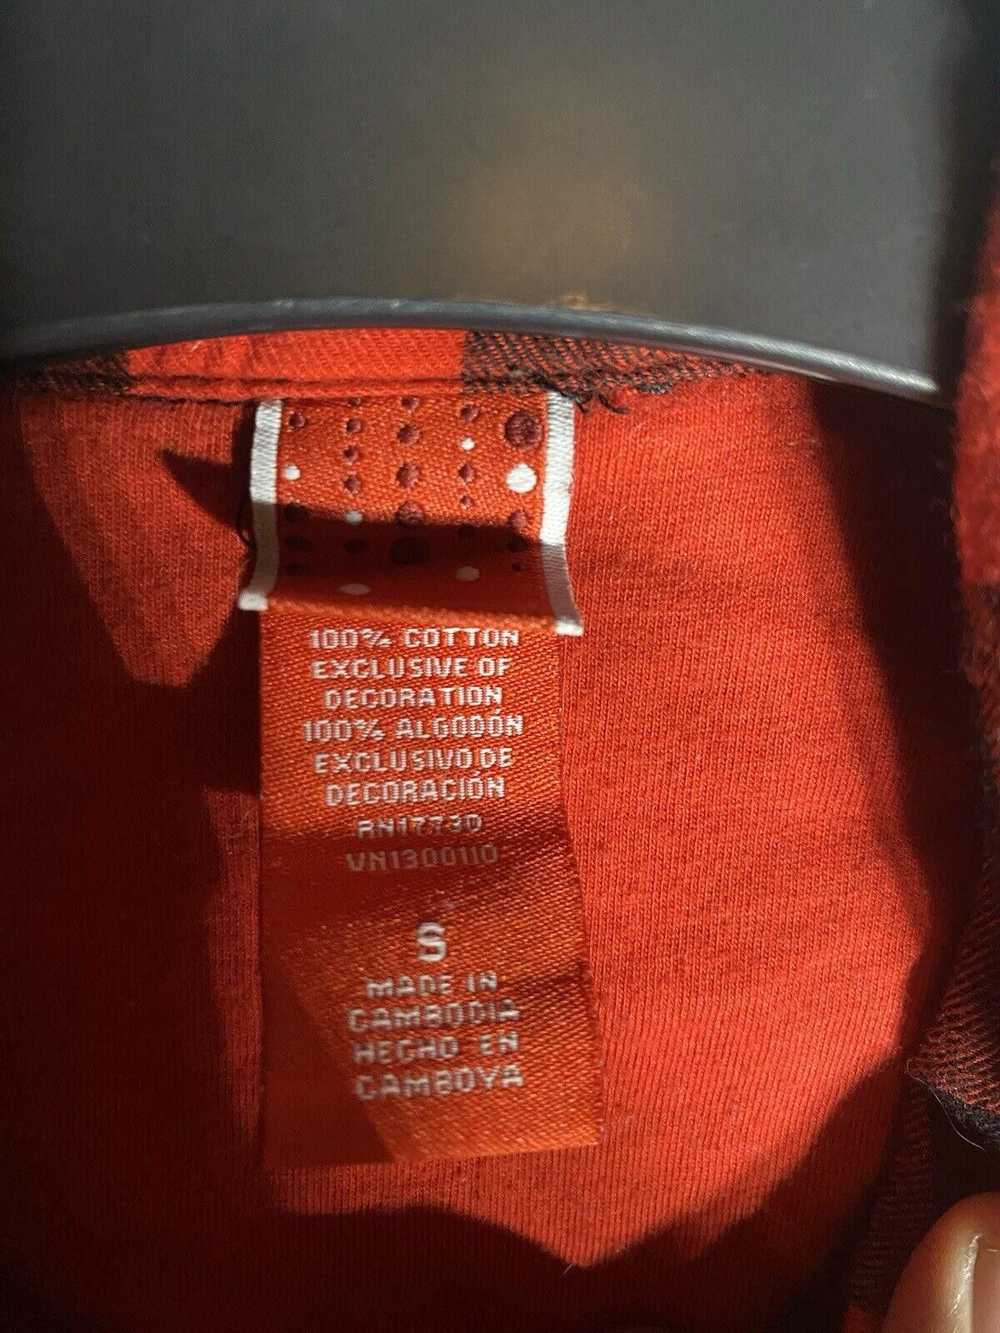 100% COTTON
EXCLUSIVE OF
DECORATION
100% ALGODÓN
EXCLUSIVO DE
DECORACIÓN
RN17730
VN1300110
S
MADE IN
CAMBODIA
HECHO EN
CAMBOYA